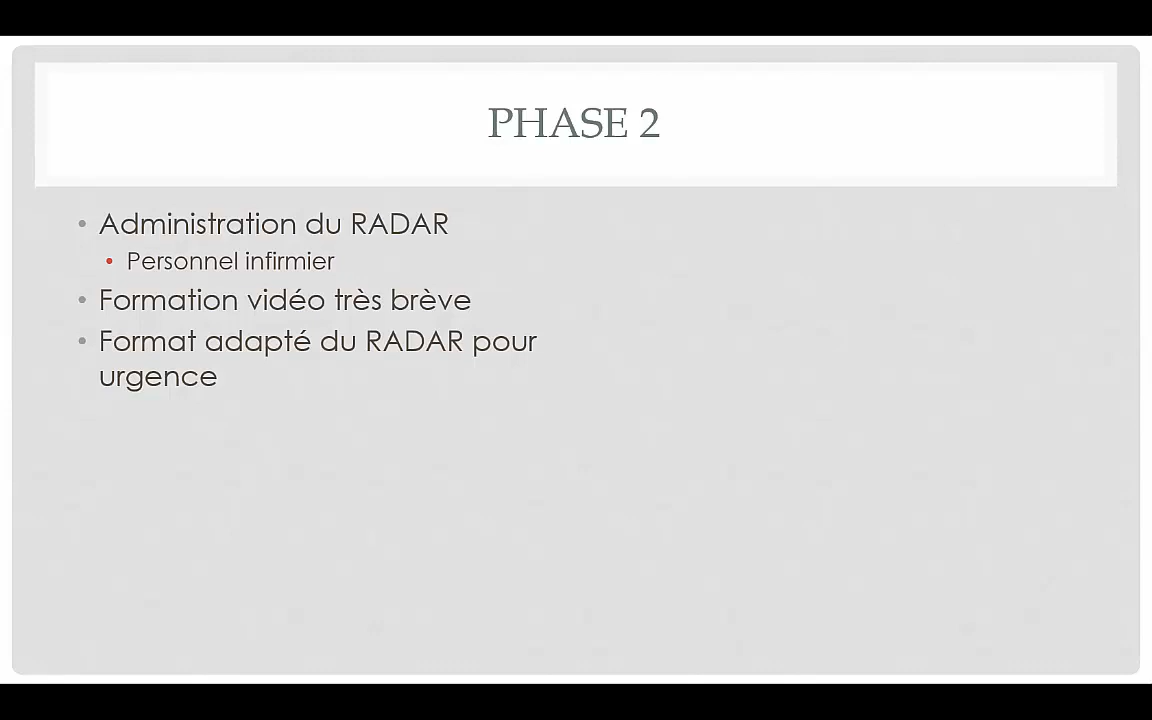 PHASE 2
• Administration du RADAR
• Personnel infirmier
• Formation vidéo très brève
• Format adapté du RADAR pour
urgence